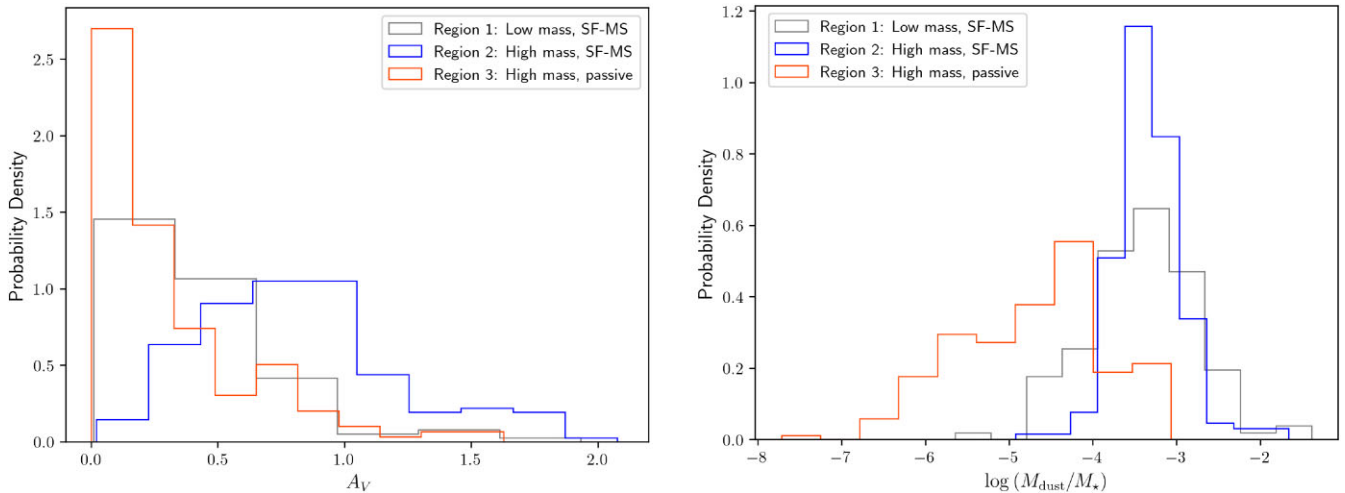 Region 1: Low mass, SF-MS
Region 2: High mass, SF-MS
Region 3: High mass, passive
Probability Density
2.5
2.0
1.5
1.0
0.5
0.0
0.0 0.5 1.0 1.5 2.0
A_V
Region 1: Low mass, SF-MS
Region 2: High mass, SF-MS
Region 3: High mass, passive
Probability Density
1.2
1.0
0.8
0.6
0.4
0.2
0.0
−8 −7 −6 −5 −4 −3 −2
log (M_dust/M_⋆)